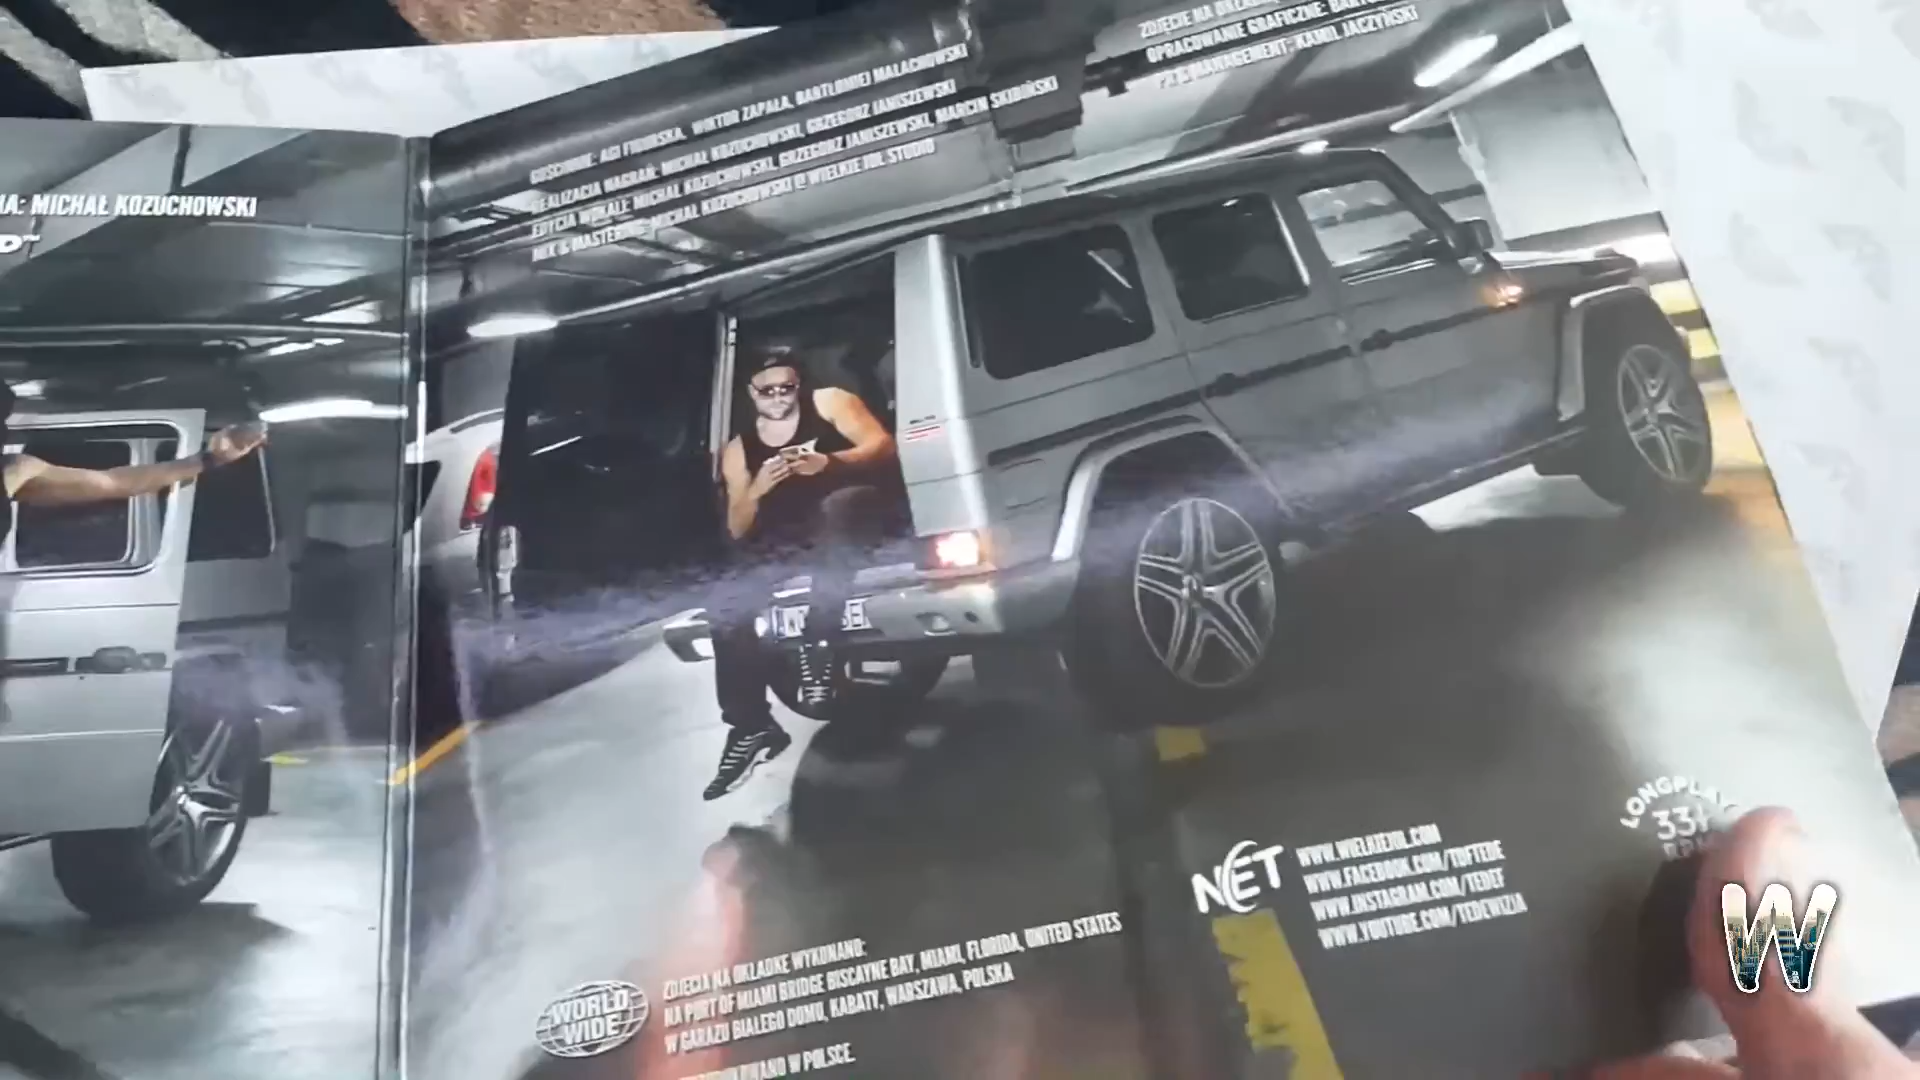 MICHAŁ KOZUCHOWSKI
GOŚCINNIE: AGI FIGURSKA, WIKTOR ZAPAŁA, BARTŁOMIEJ MAŁACHOWSKI
REALIZACJA NAGRAŃ: MICHAŁ KOZUCHOWSKI, GRZEGORZ JANISZEWSKI
EDYCJA WOKALI: MICHAŁ KOZUCHOWSKI, GRZEGORZ JANISZEWSKI, MARCIN SKIBIŃSKI
MIX & MASTERING: MICHAŁ KOZUCHOWSKI @ WIELKIE JOŁ STUDIO
ZDJĘCIE NA
OPRACOWANIE GRAFICZNE:
MANAGEMENT: KAMIL JACZYŃSKI
LONGPLAY
33
RPM
NET
WWW.WIELKIEJOL.COM
WWW.FACEBOOK.COM/TDFTEDE
WWW.INSTAGRAM.COM/TEDEF
WWW.YOUTUBE.COM/TEDEWIZJA
WORLD
WIDE
ZDJĘCIA NA OKŁADKĘ WYKONANO:
NA PORT OF MIAMI BRIDGE BISCAYNE BAY, MIAMI, FLORIDA, UNITED STATES
W GARAŻU BIAŁEGO DOMU, KABATY, WARSZAWA, POLSKA
W POLSCE.
W